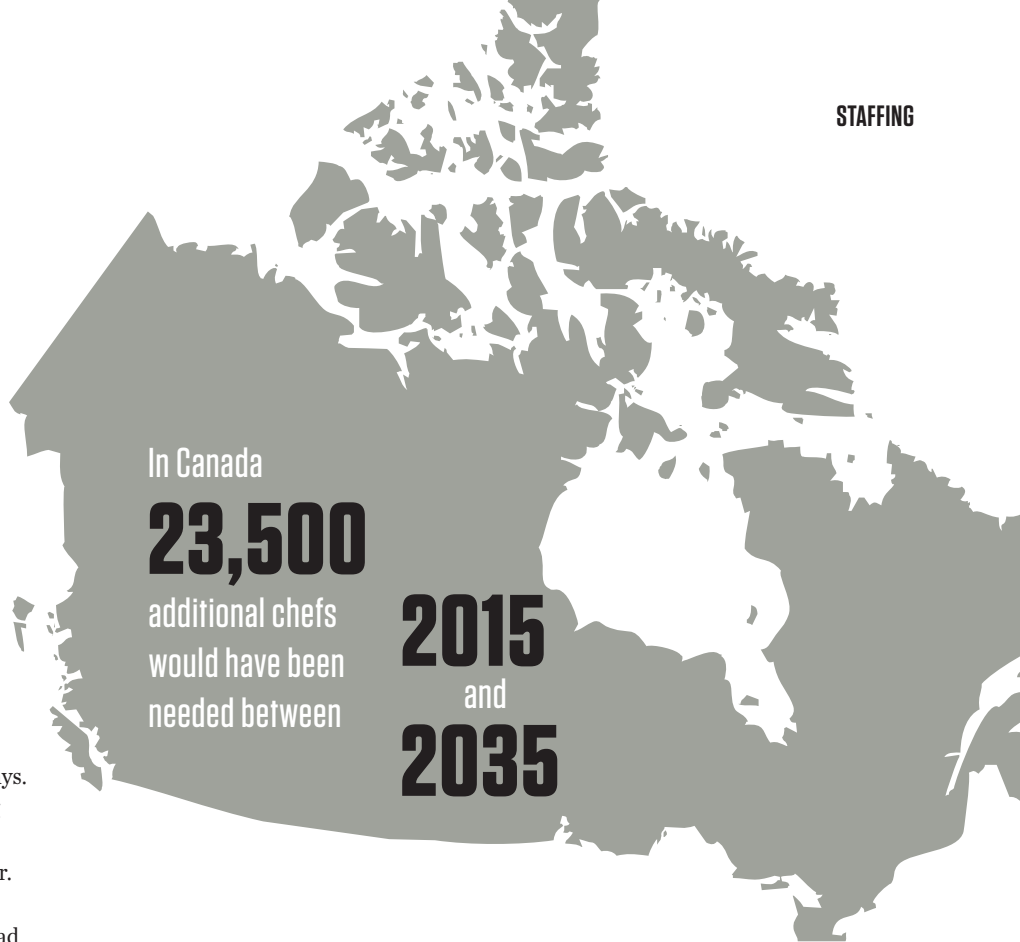 STAFFING
In Canada
23,500
additional chefs
would have been
needed between
2015
and
2035